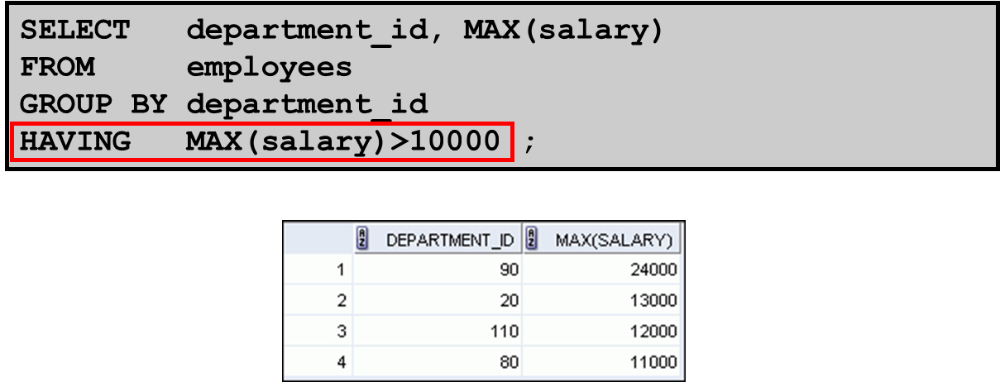 SELECT department_id, MAX(salary)
FROM employees
GROUP BY department_id
HAVING MAX(salary)>10000 ;
DEPARTMENT_ID MAX(SALARY)
1 90 24000
2 20 13000
3 110 12000
4 80 11000